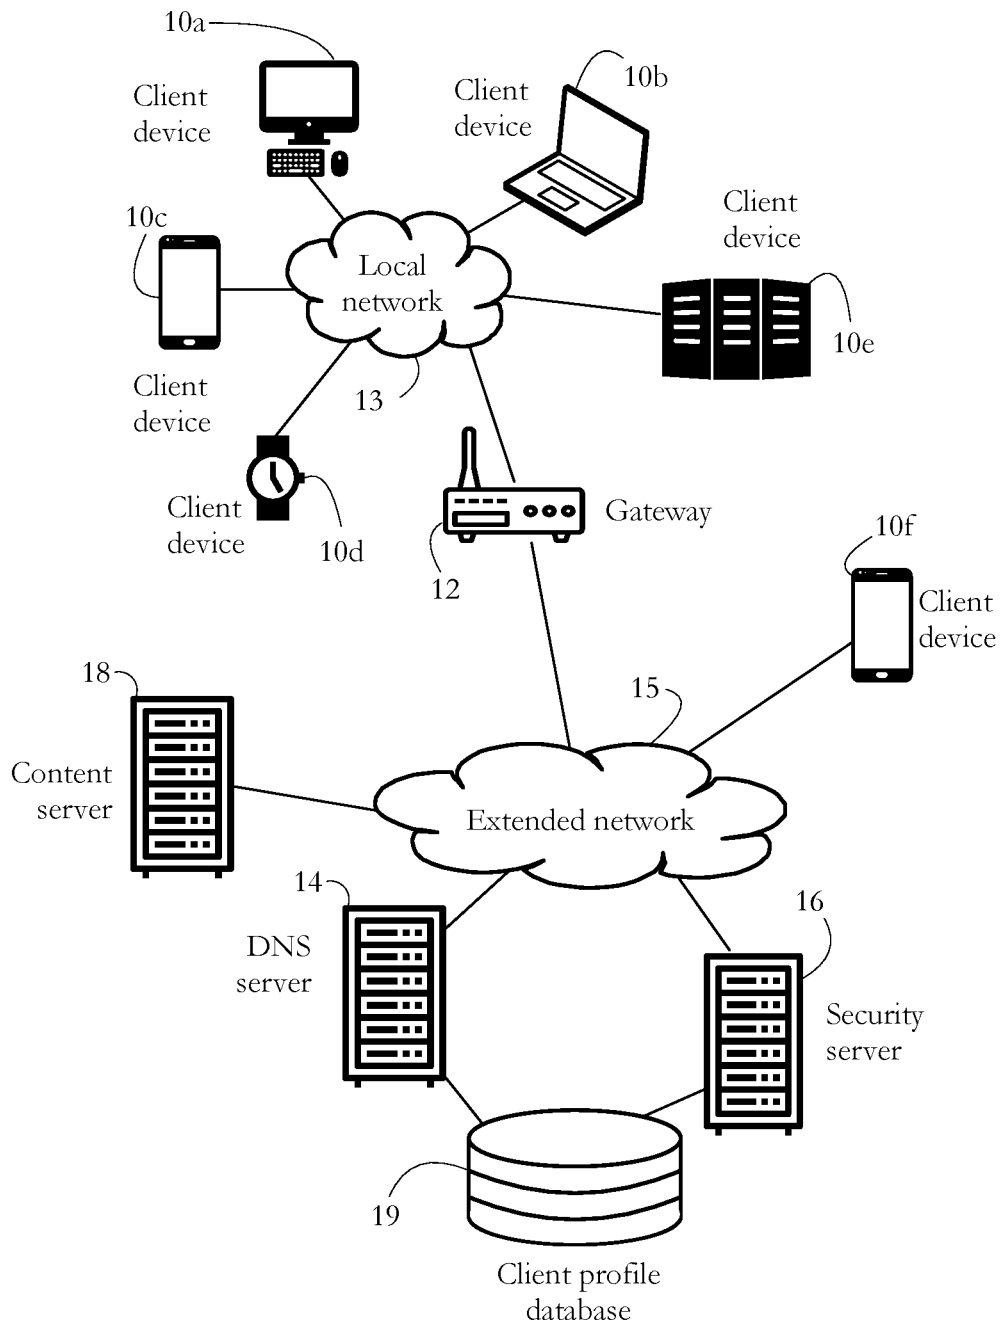 10a
Client
device
10b
Client
device
10c
Client
device
Local
network
Client
device
10e
13
Client
device
10d
12
Gateway
10f
Client
device
18
Content
server
15
Extended network
14
DNS
server
16
Security
server
19
Client profile
database